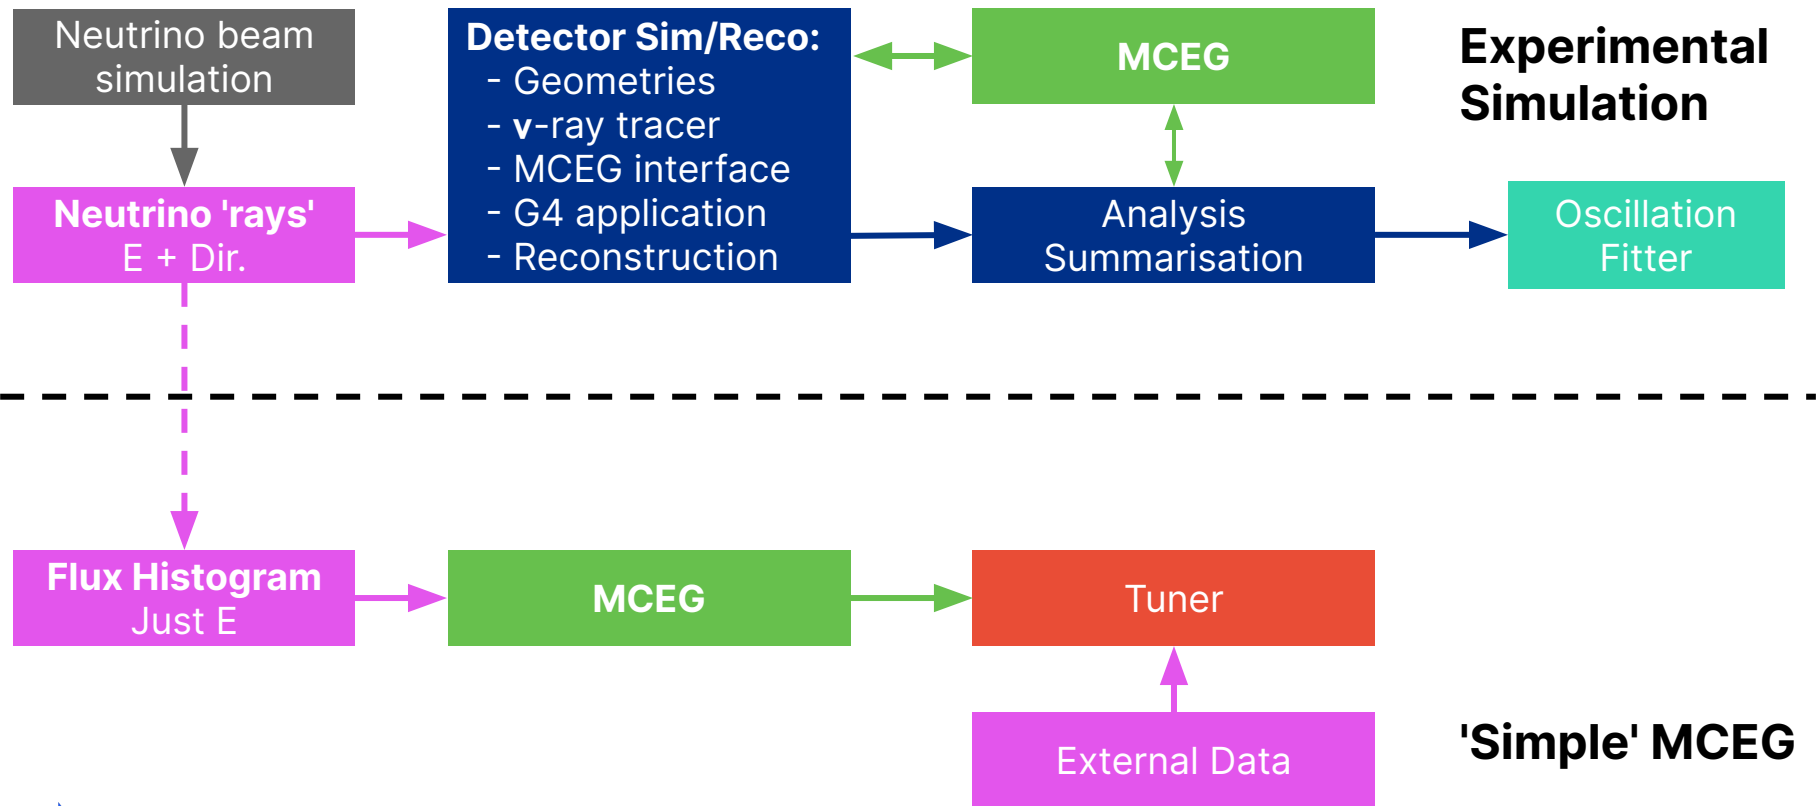 Neutrino beam
simulation
Detector Sim/Reco:
- Geometries
- ν-ray tracer
- MCEG interface
- G4 application
- Reconstruction
MCEG
Experimental
Simulation
Neutrino 'rays'
E + Dir.
Analysis
Summarisation
Oscillation
Fitter
Flux Histogram
Just E
MCEG
Tuner
External Data
'Simple' MCEG